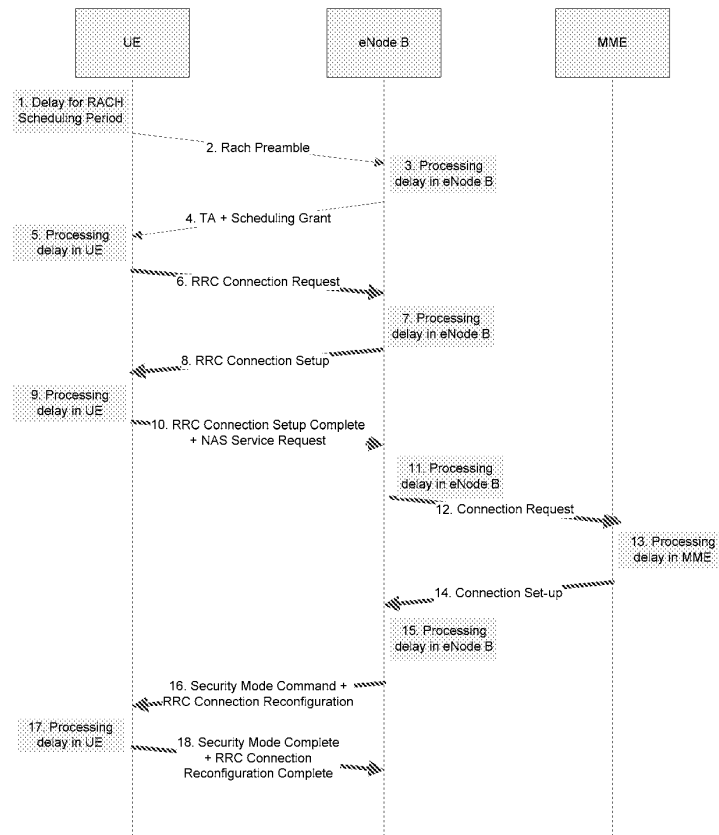 UE
eNode B
MME
1. Delay for RACH
Scheduling Period
2. Rach Preamble
3. Processing
delay in eNode B
4. TA + Scheduling Grant
5. Processing
delay in UE
6. RRC Connection Request
7. Processing
delay in eNode B
8. RRC Connection Setup
9. Processing
delay in UE
10. RRC Connection Setup Complete
+ NAS Service Request
11. Processing
delay in eNode B
12. Connection Request
13. Processing
delay in MME
14. Connection Set-up
15. Processing
delay in eNode B
16. Security Mode Command +
RRC Connection Reconfiguration
17. Processing
delay in UE
18. Security Mode Complete
+ RRC Connection
Reconfiguration Complete